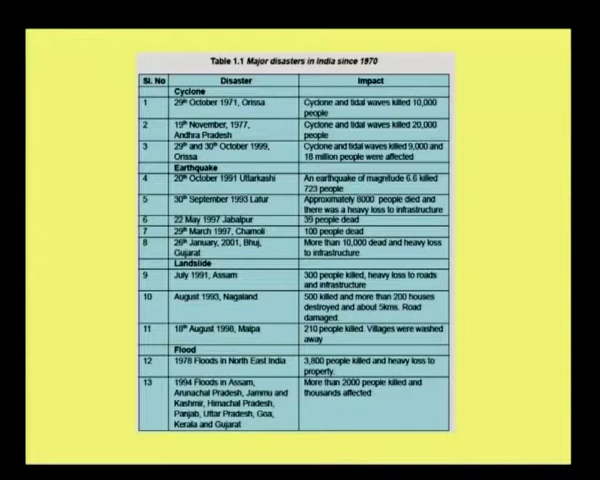 Table 1.1 Major disasters in India since 1970
Sl. No Disaster Impact
Cyclone
1 29th October 1971, Orissa Cyclone and tidal waves killed 10,000
people
2 19th November, 1977, Cyclone and tidal waves killed 20,000
Andhra Pradesh people
3 29th and 30th October 1999, Cyclone and tidal waves killed 9,000 and
Orissa 18 million people were affected
Earthquake
4 20th October 1991 Uttarkashi An earthquake of magnitude 6.6 killed
723 people
5 30th September 1993 Latur Approximately 8000 people died and
there was a heavy loss to infrastructure
6 22 May 1997 Jabalpur 39 people dead
7 29th March 1997, Chamoli 100 people dead
8 26th January, 2001, Bhuj, More than 10,000 dead and heavy loss
Gujarat to infrastructure
Landslide
9 July 1991, Assam 300 people killed, heavy loss to roads
and infrastructure
10 August 1993, Nagaland 500 killed and more than 200 houses
destroyed and about 5kms. Road
damaged.
11 18th August 1998, Malpa 210 people killed. Villages were washed
away
Flood
12 1978 Floods in North East India 3,800 people killed and heavy loss to
property.
13 1994 Floods in Assam, More than 2000 people killed and
Arunachal Pradesh, Jammu and thousands affected
Kashmir, Himachal Pradesh,
Panjab, Uttar Pradesh, Goa,
Kerala and Gujarat